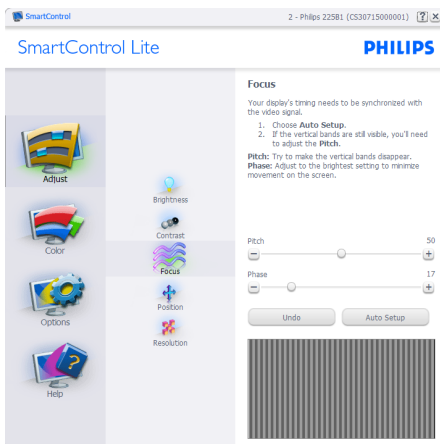 SmartControl
2 - Philips 225B1 (CS30715000001)
SmartControl Lite
PHILIPS
Adjust
Color
Options
Help
Brightness
Contrast
Focus
Position
Resolution
Focus
Your display's timing needs to be synchronized with
the video signal.
1. Choose Auto Setup.
2. If the vertical bands are still visible, you'll need
to adjust the Pitch.
Pitch: Try to make the vertical bands disappear.
Phase: Adjust to the brightest setting to minimize
movement on the screen.
Pitch 50
Phase 17
Undo Auto Setup